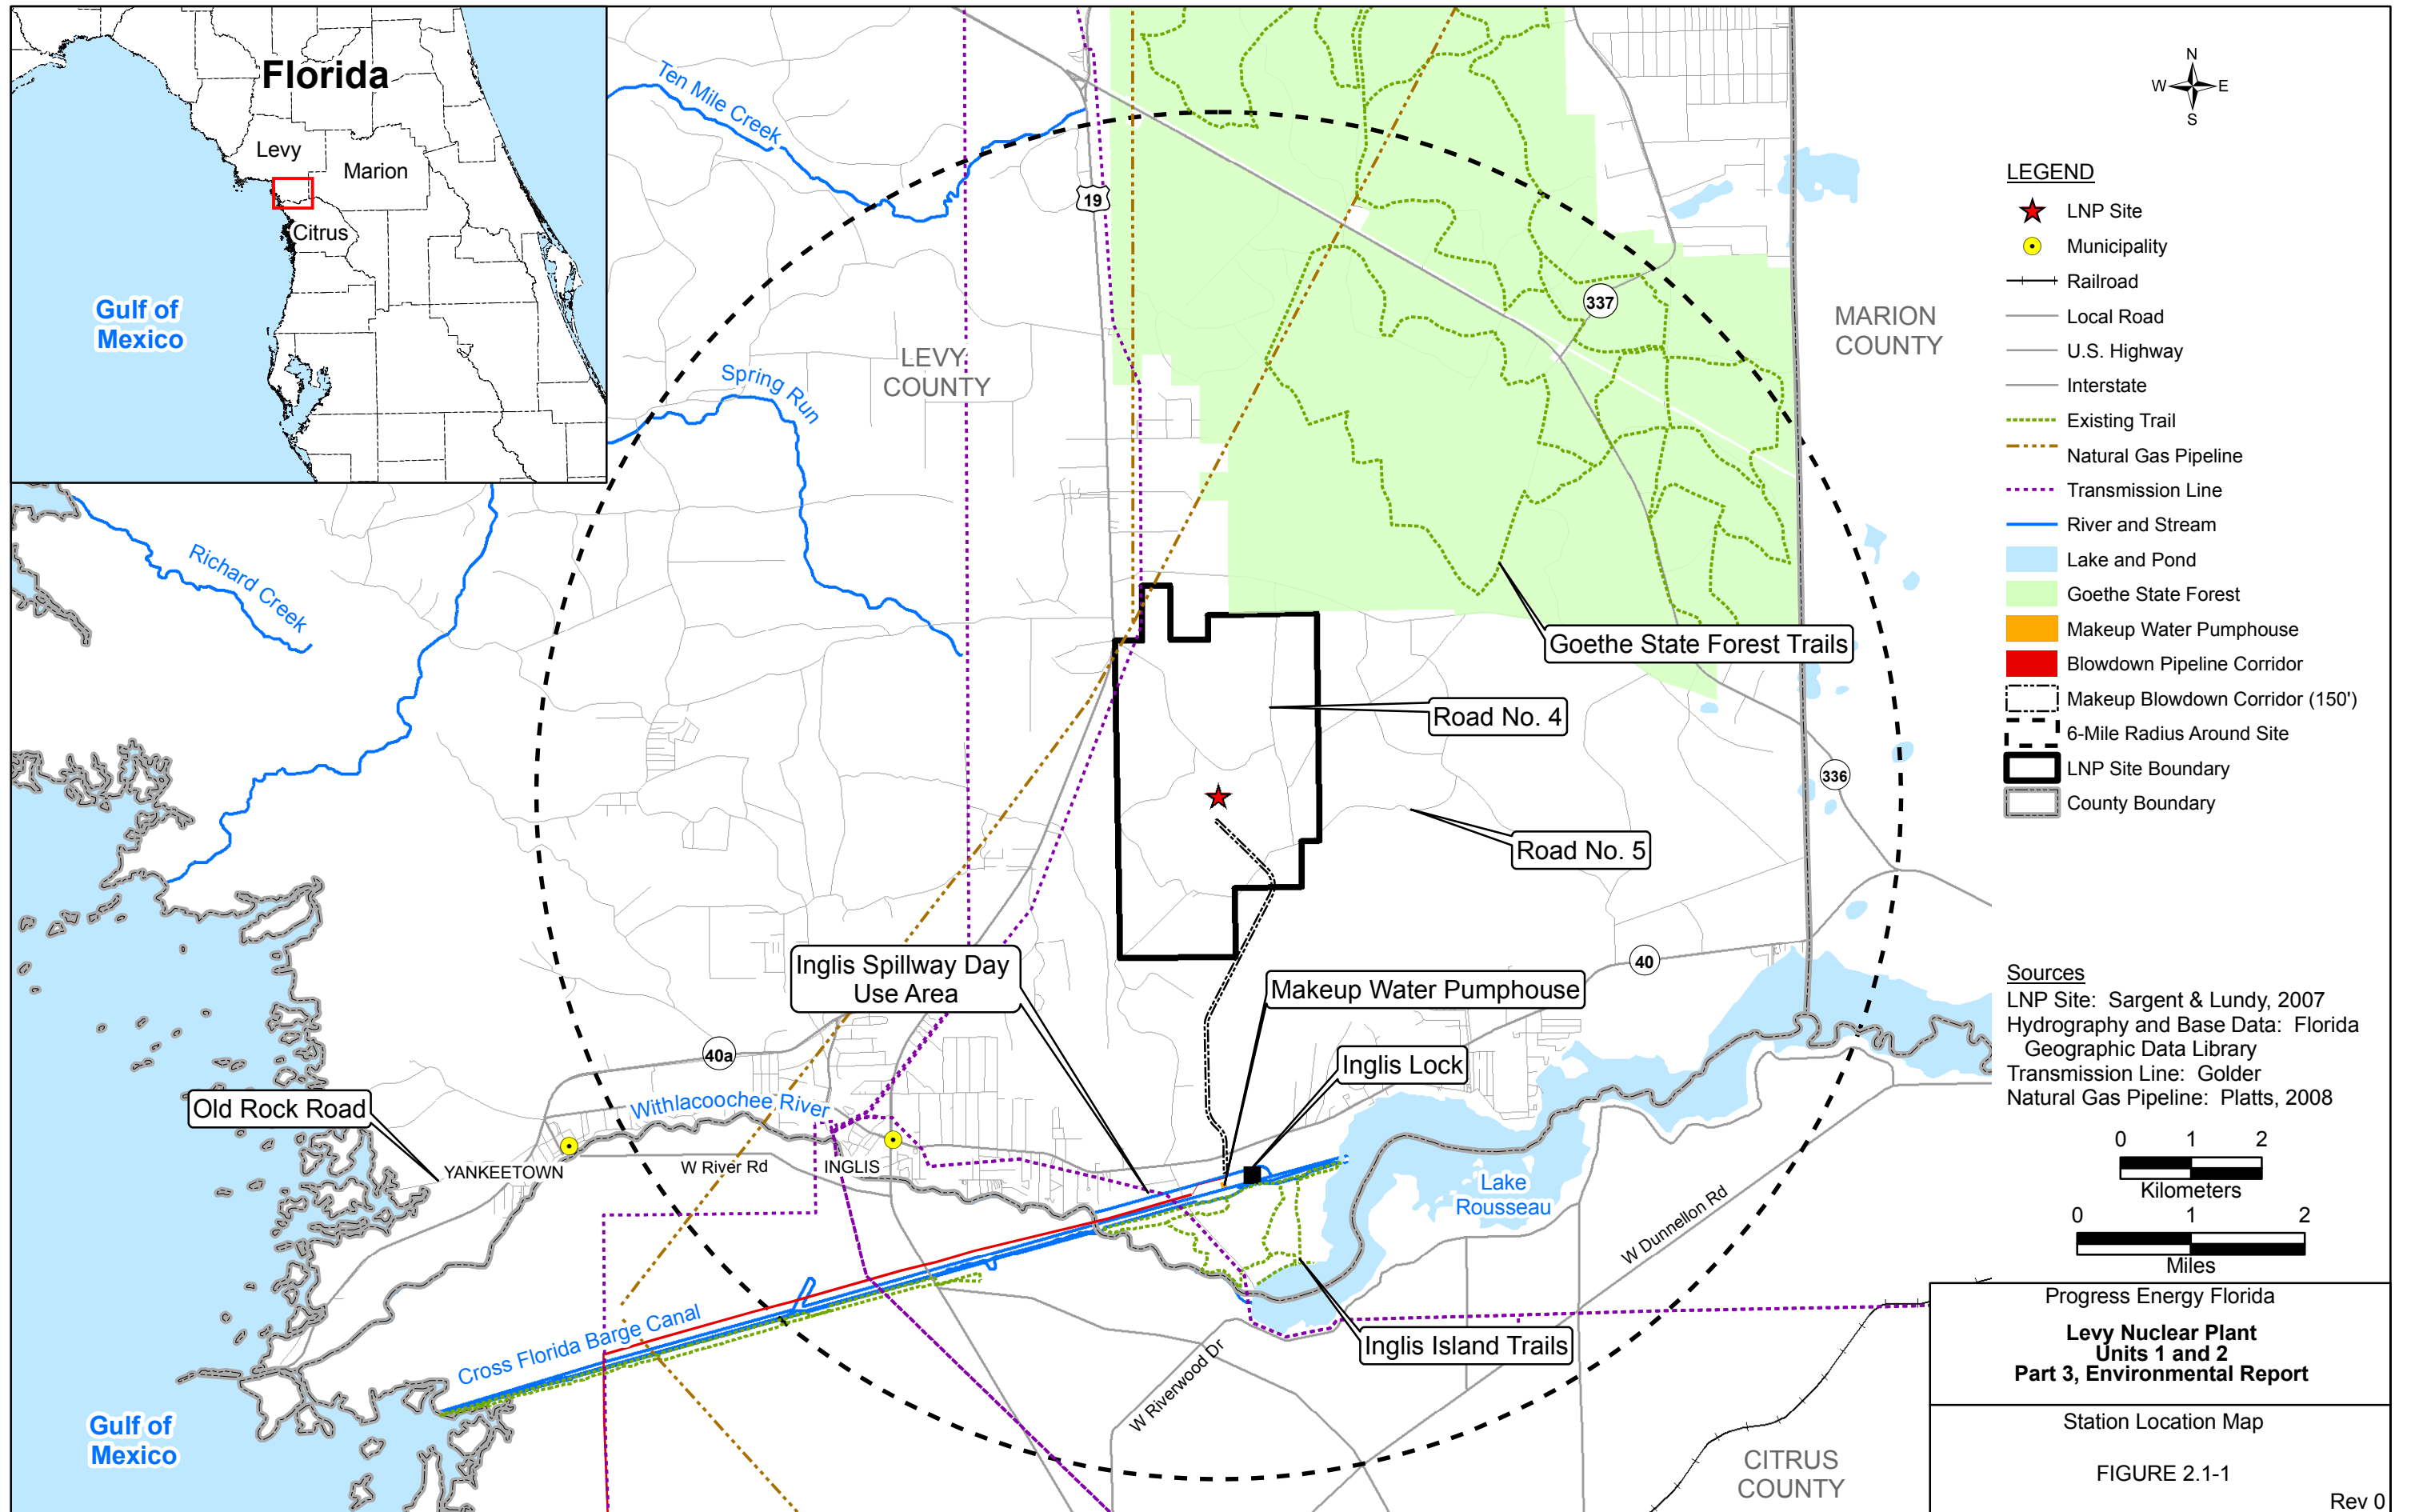 Florida
Levy
Marion
Citrus
Gulf of
Mexico
Ten Mile Creek
19
337
LEVY
COUNTY
MARION
COUNTY
Spring Run
Richard Creek
Goethe State Forest Trails
Road No. 4
336
Road No. 5
Inglis Spillway Day
Use Area
40
Makeup Water Pumphouse
40a
Inglis Lock
Old Rock Road
Withlacoochee River
YANKEETOWN
W River Rd
INGLIS
Lake
Rousseau
W Dunnellon Rd
Cross Florida Barge Canal
Inglis Island Trails
W Riverwood Dr
Gulf of
Mexico
CITRUS
COUNTY
N
W E
S
LEGEND
LNP Site
Municipality
Railroad
Local Road
U.S. Highway
Interstate
Existing Trail
Natural Gas Pipeline
Transmission Line
River and Stream
Lake and Pond
Goethe State Forest
Makeup Water Pumphouse
Blowdown Pipeline Corridor
Makeup Blowdown Corridor (150')
6-Mile Radius Around Site
LNP Site Boundary
County Boundary
Sources
LNP Site: Sargent & Lundy, 2007
Hydrography and Base Data: Florida
Geographic Data Library
Transmission Line: Golder
Natural Gas Pipeline: Platts, 2008
0 1 2
Kilometers
0 1 2
Miles
Progress Energy Florida
Levy Nuclear Plant
Units 1 and 2
Part 3, Environmental Report
Station Location Map
FIGURE 2.1-1
Rev 0